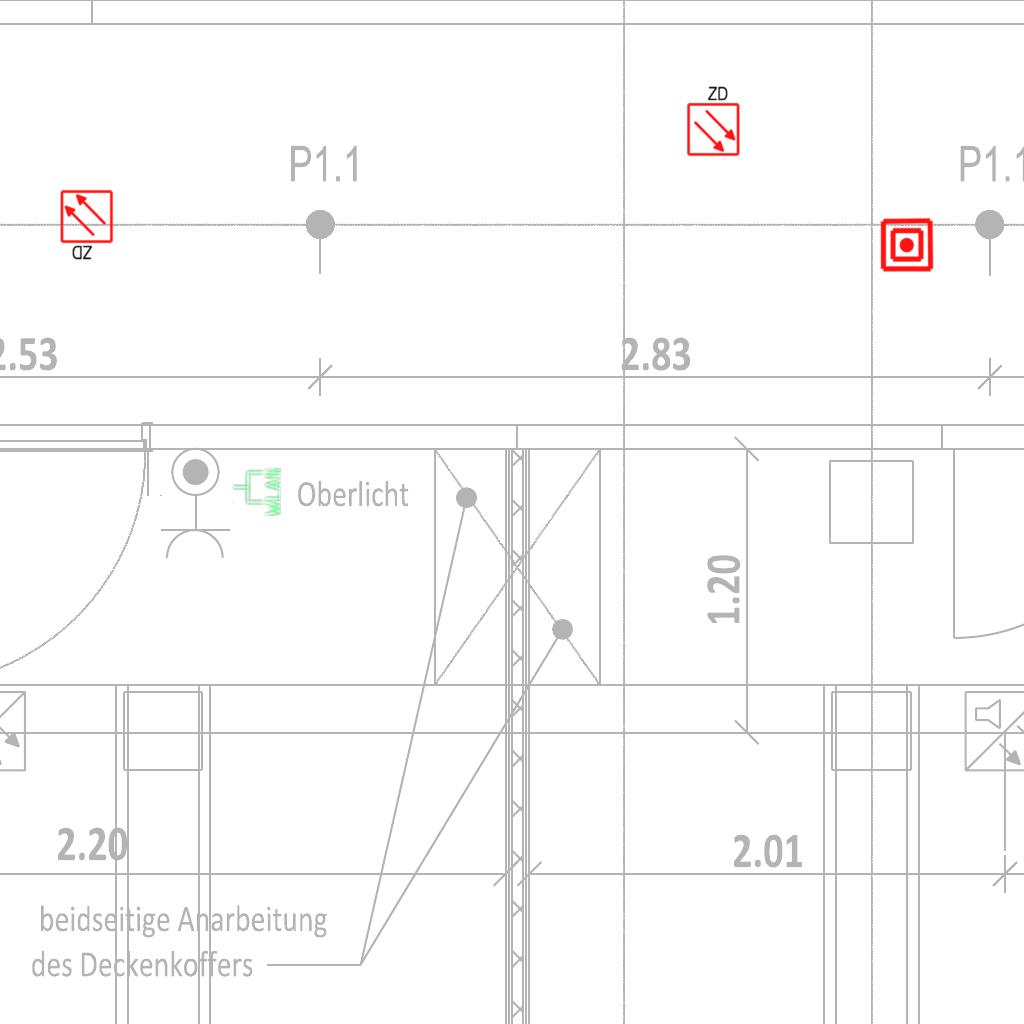 ZD
P1.1
P1.1
ZD
2.53
2.83
WLAN
Oberlicht
1.20
2.20
2.01
beidseitige Anarbeitung
des Deckenkoffers